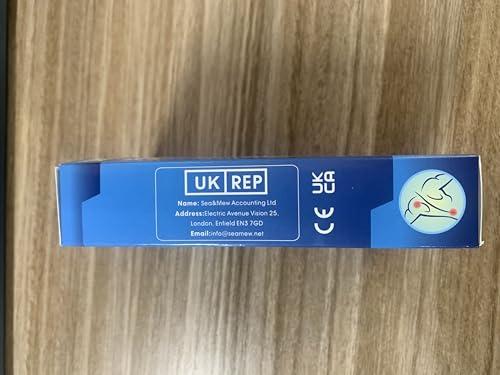 UK REP
Name: Sea&Mew Accounting Ltd
Address:Electric Avenue Vision 25,
London, Enfield EN3 7GD
Email:info@seamew.net
CE
UK
CA